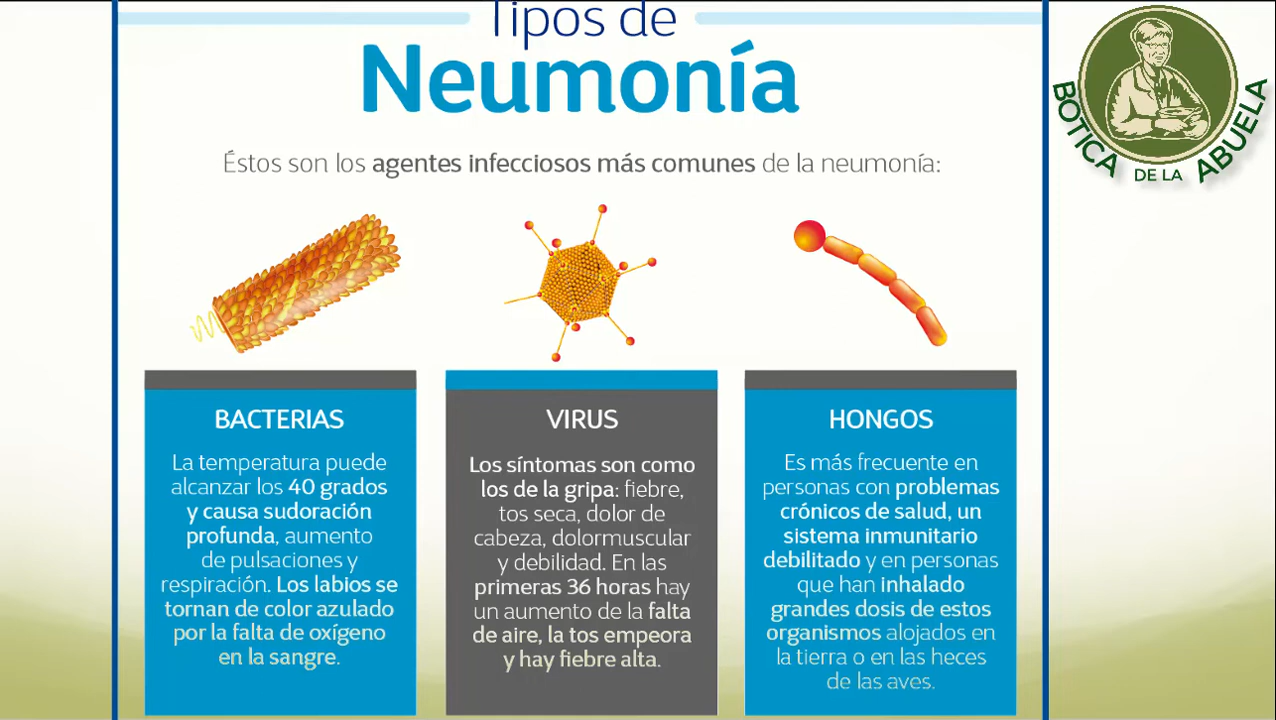 Tipos de
Neumonía
Éstos son los agentes infecciosos más comunes de la neumonía:
BACTERIAS
La temperatura puede
alcanzar los 40 grados
y causa sudoración
profunda, aumento
de pulsaciones y
respiración. Los labios se
tornan de color azulado
por la falta de oxígeno
en la sangre.
VIRUS
Los síntomas son como
los de la gripa: fiebre,
tos seca, dolor de
cabeza, dolormuscular
y debilidad. En las
primeras 36 horas hay
un aumento de la falta
de aire, la tos empeora
y hay fiebre alta.
HONGOS
Es más frecuente en
personas con problemas
crónicos de salud, un
sistema inmunitario
debilitado y en personas
que han inhalado
grandes dosis de estos
organismos alojados en
la tierra o en las heces
de las aves.
BOTICA DE LA ABUELA